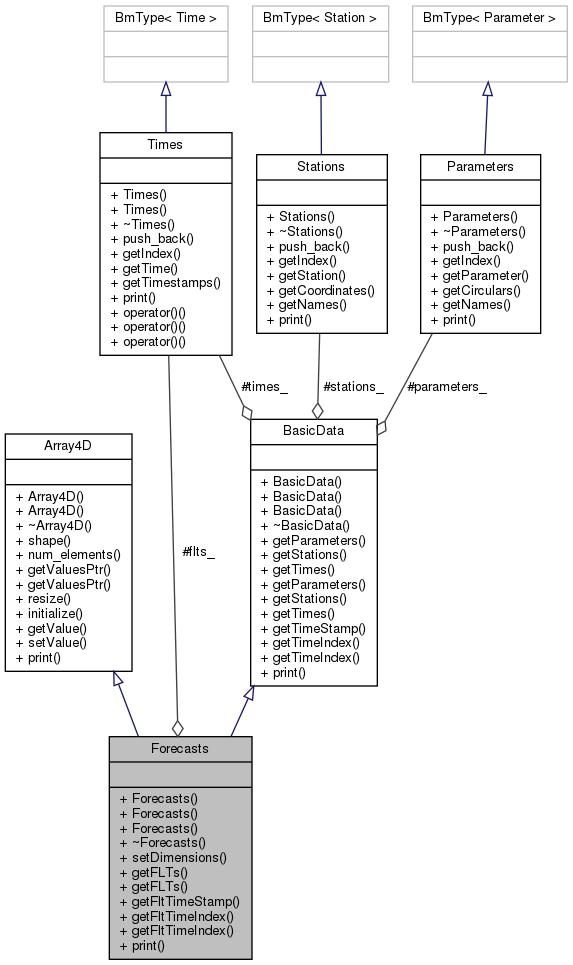 BmType< Time >
BmType< Station >
BmType< Parameter >
Times
+ Times()
+ Times()
+ ~Times()
+ push_back()
+ getIndex()
+ getTime()
+ getTimestamps()
+ print()
+ operator()()
+ operator()()
+ operator()()
Stations
+ Stations()
+ ~Stations()
+ push_back()
+ getIndex()
+ getStation()
+ getCoordinates()
+ getNames()
+ print()
Parameters
+ Parameters()
+ ~Parameters()
+ push_back()
+ getIndex()
+ getParameter()
+ getCirculars()
+ getNames()
+ print()
#times_
#stations_
#parameters_
Array4D
+ Array4D()
+ Array4D()
+ ~Array4D()
+ shape()
+ num_elements()
+ getValuesPtr()
+ getValuesPtr()
+ resize()
+ initialize()
+ getValue()
+ setValue()
+ print()
#flts_
BasicData
+ BasicData()
+ BasicData()
+ BasicData()
+ ~BasicData()
+ getParameters()
+ getStations()
+ getTimes()
+ getParameters()
+ getStations()
+ getTimes()
+ getTimeStamp()
+ getTimeIndex()
+ getTimeIndex()
+ print()
Forecasts
+ Forecasts()
+ Forecasts()
+ Forecasts()
+ ~Forecasts()
+ setDimensions()
+ getFLTs()
+ getFLTs()
+ getFltTimeStamp()
+ getFltTimeIndex()
+ getFltTimeIndex()
+ print()